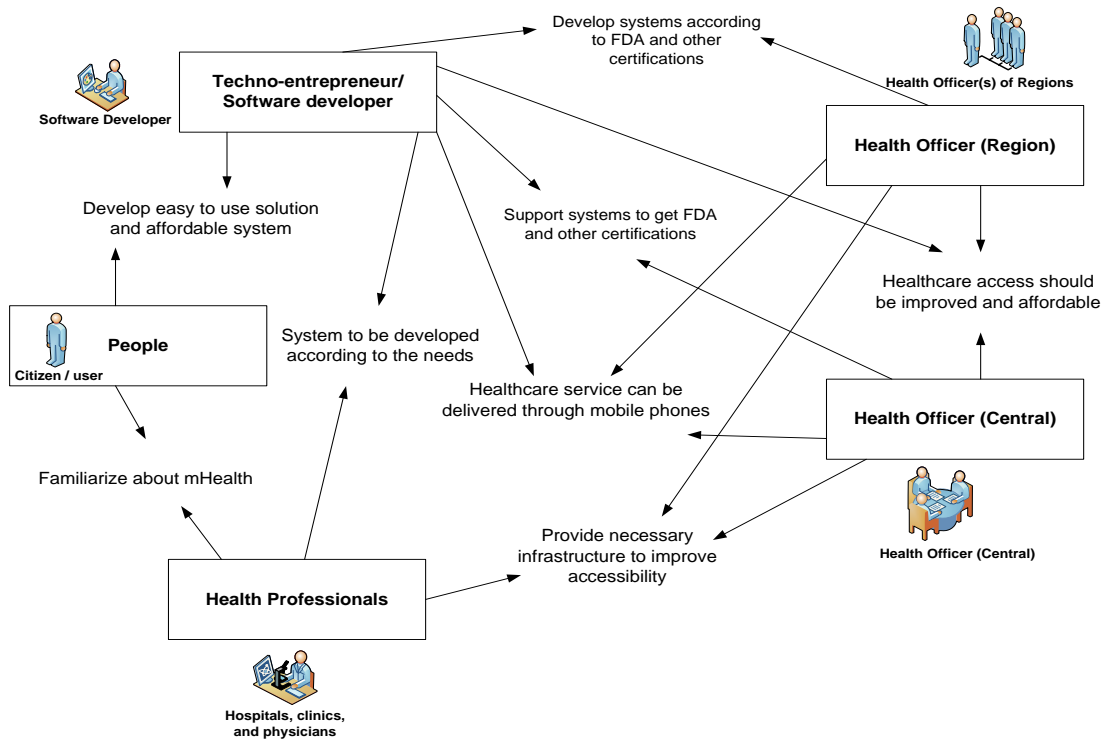 Develop systems according
to FDA and other
certifications
Techno-entrepreneur/
Software developer
Software Developer
Health Officer(s) of Regions
Health Officer (Region)
Develop easy to use solution
and affordable system
Support systems to get FDA
and other certifications
Healthcare access should
be improved and affordable
People
Citizen / user
System to be developed
according to the needs
Healthcare service can be
delivered through mobile phones
Health Officer (Central)
Familiarize about mHealth
Provide necessary
infrastructure to improve
accessibility
Health Officer (Central)
Health Professionals
Hospitals, clinics,
and physicians